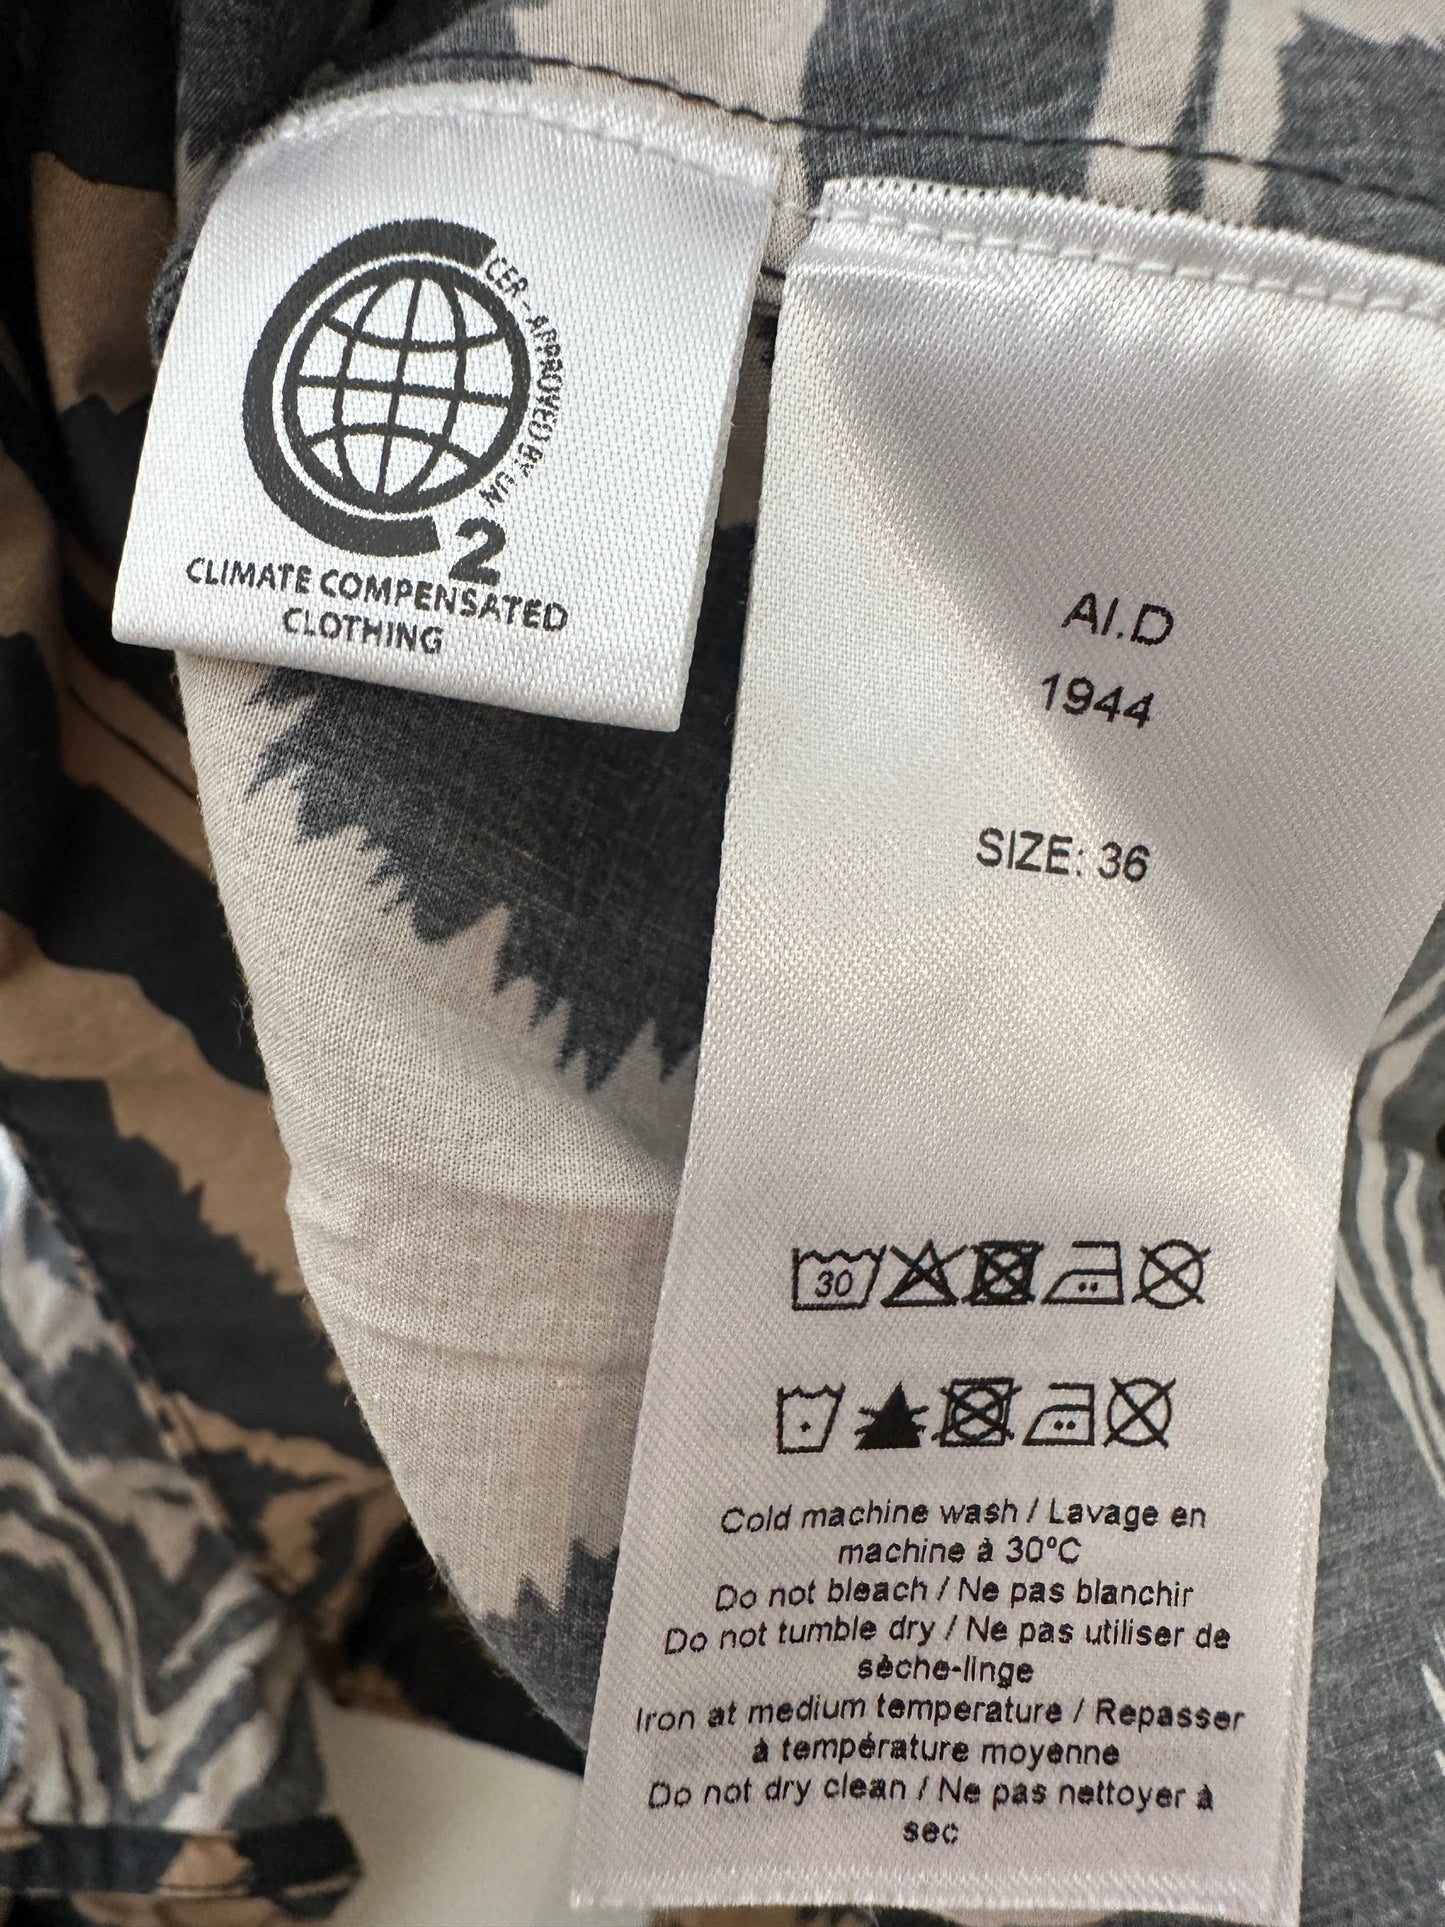 CER - APPROVED BY UN
2
CLIMATE COMPENSATED
CLOTHING
AI.D
1944
SIZE: 36
30
Cold machine wash / Lavage en
machine à 30°C
Do not bleach / Ne pas blanchir
Do not tumble dry / Ne pas utiliser de
sèche-linge
Iron at medium temperature / Repasser
à température moyenne
Do not dry clean / Ne pas nettoyer à
sec